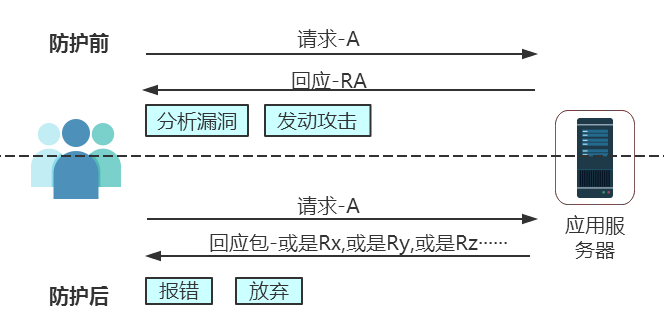 防护前
请求-A
回应-RA
分析漏洞
发动攻击
请求-A
回应包-或是Rx,或是Ry,或是Rz······
应用服
务器
防护后
报错
放弃